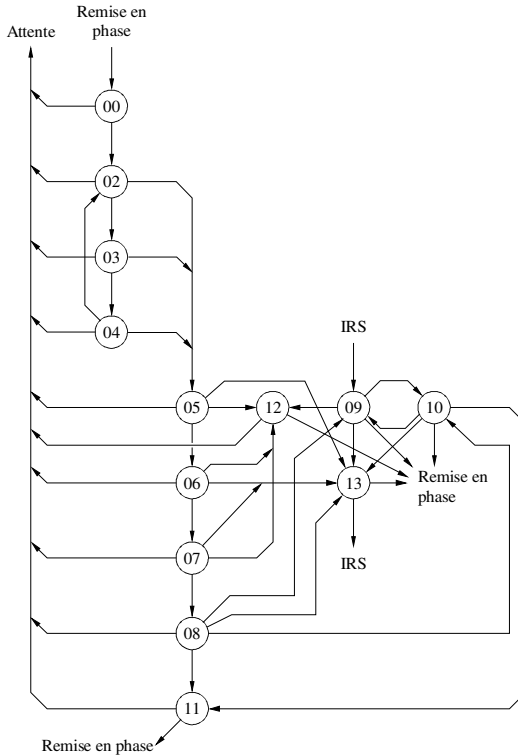 Remise en
phase
Attente
00
02
03
04
IRS
05
12
09
10
06
13
Remise en
phase
07
IRS
08
11
Remise en phase